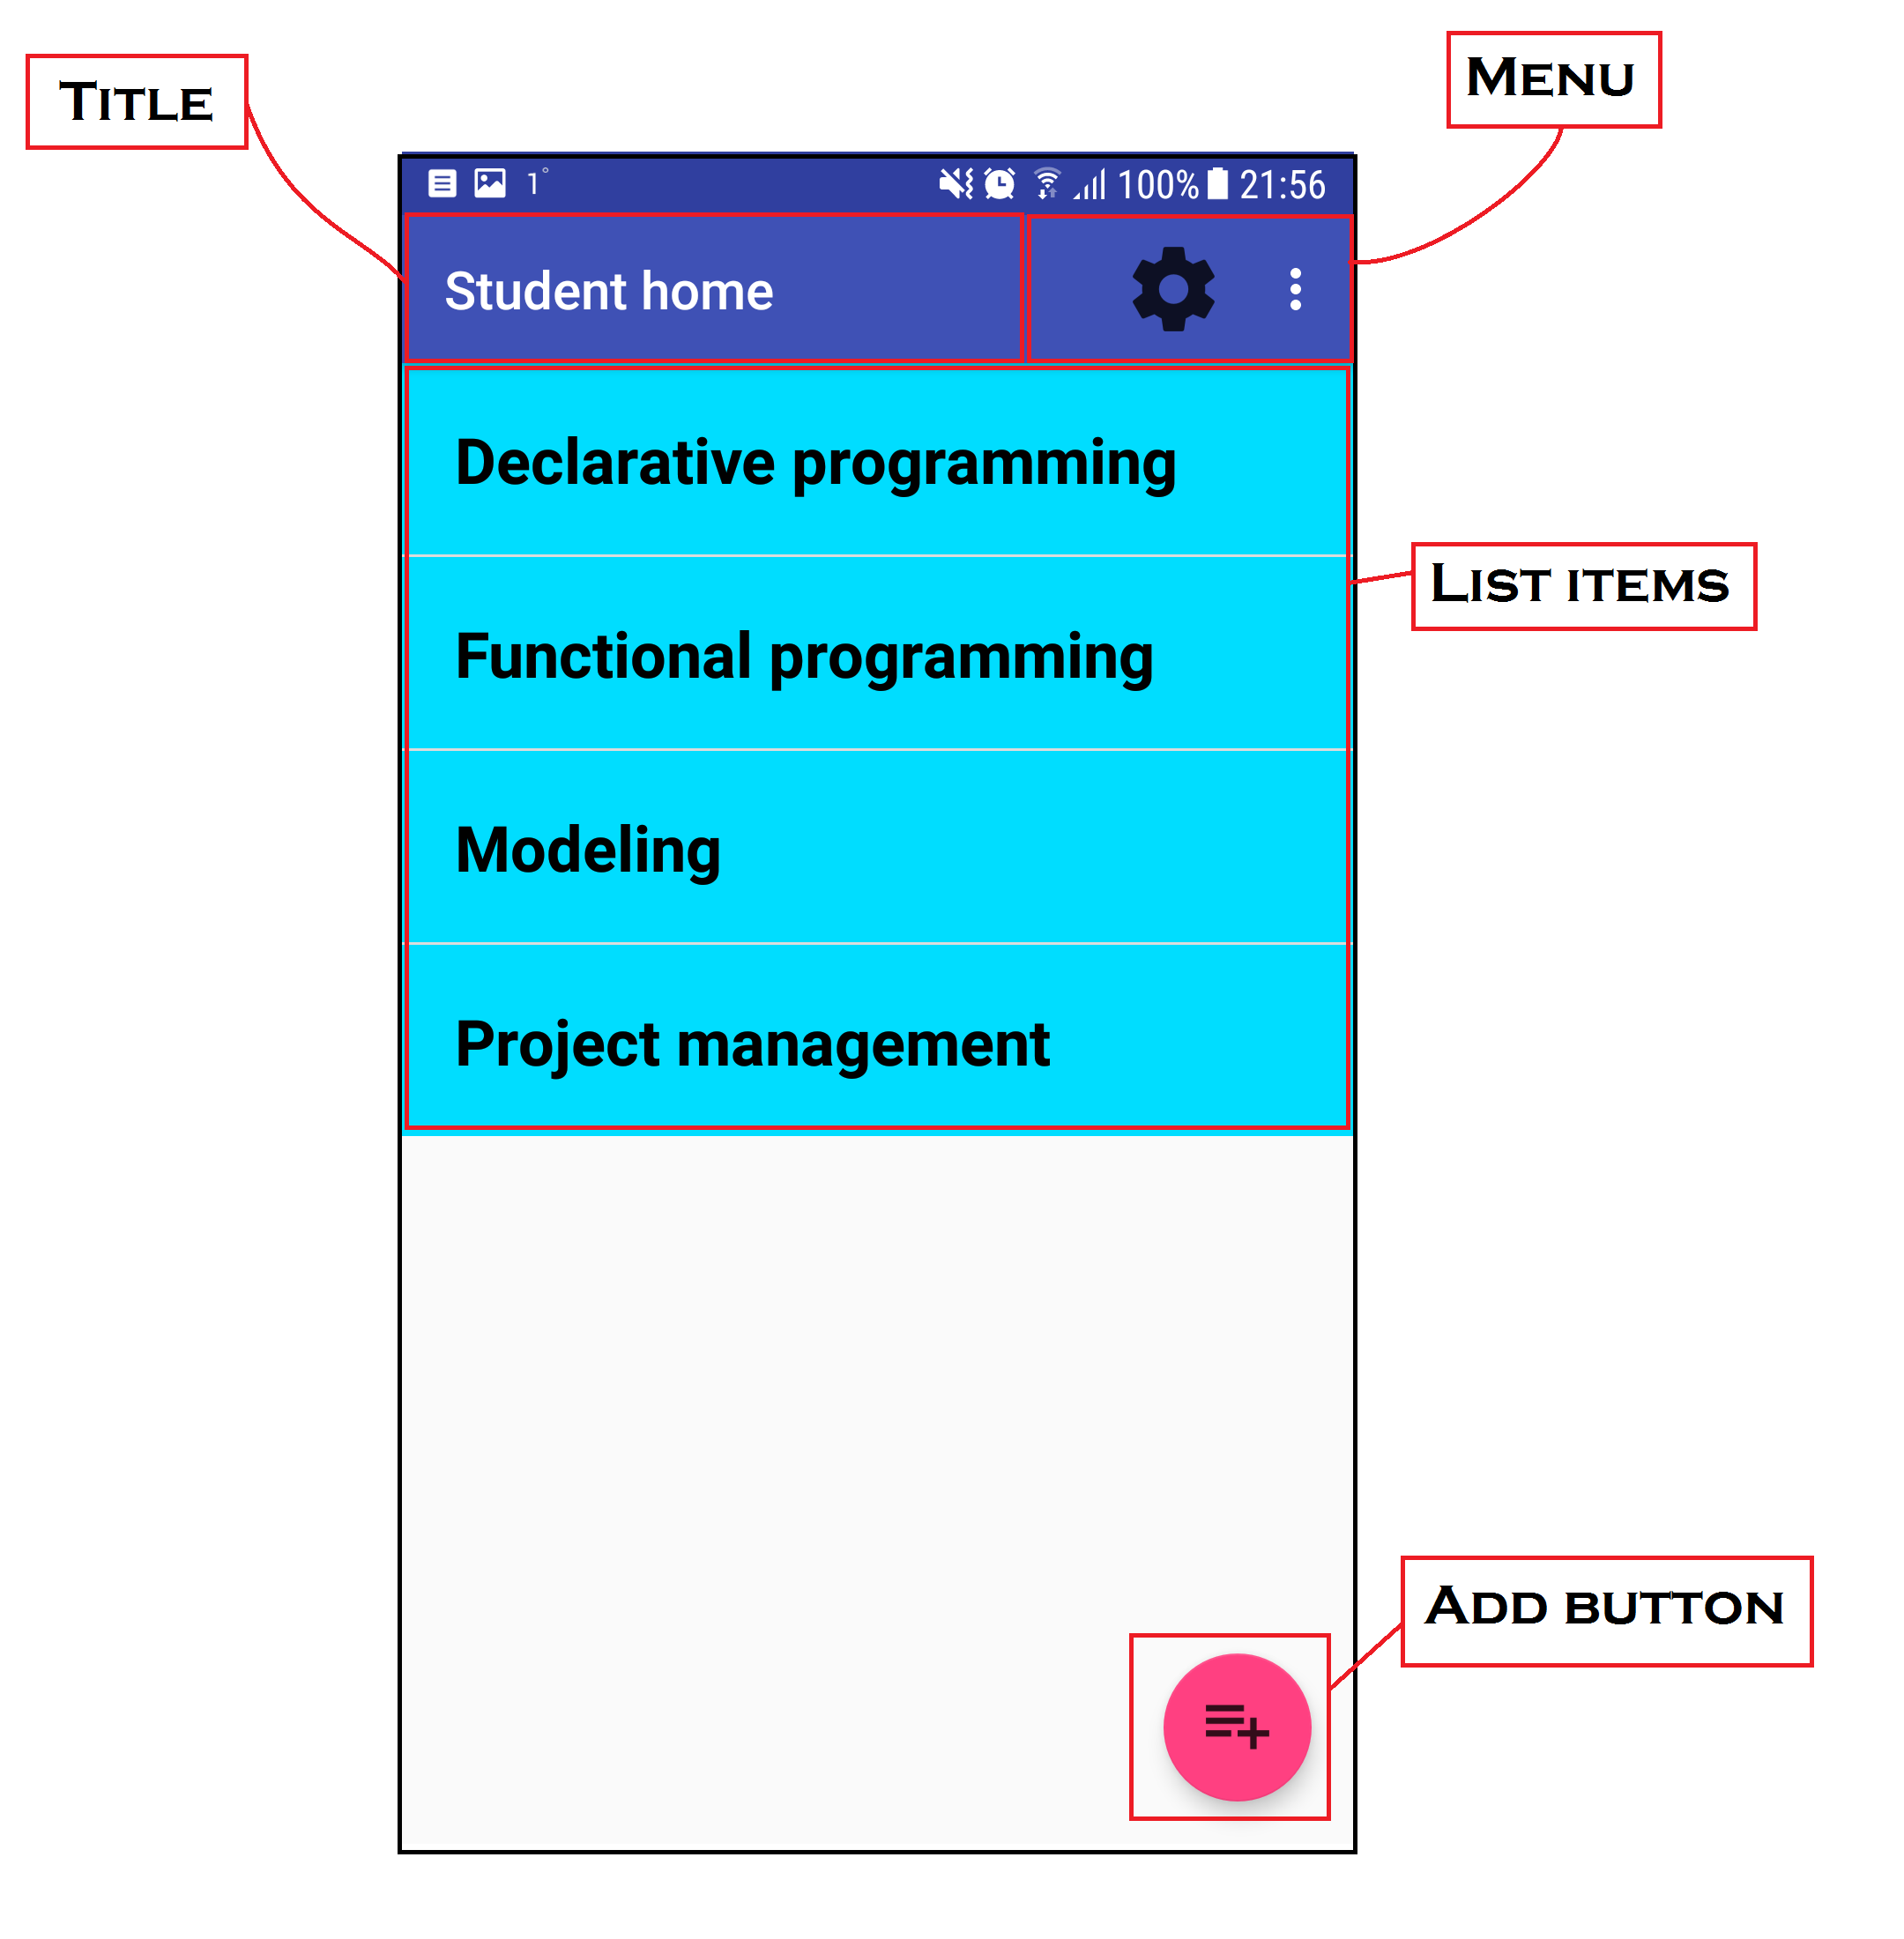 Title
Menu
1° 100% 21:56
Student home
Declarative programming
List items
Functional programming
Modeling
Project management
Add button